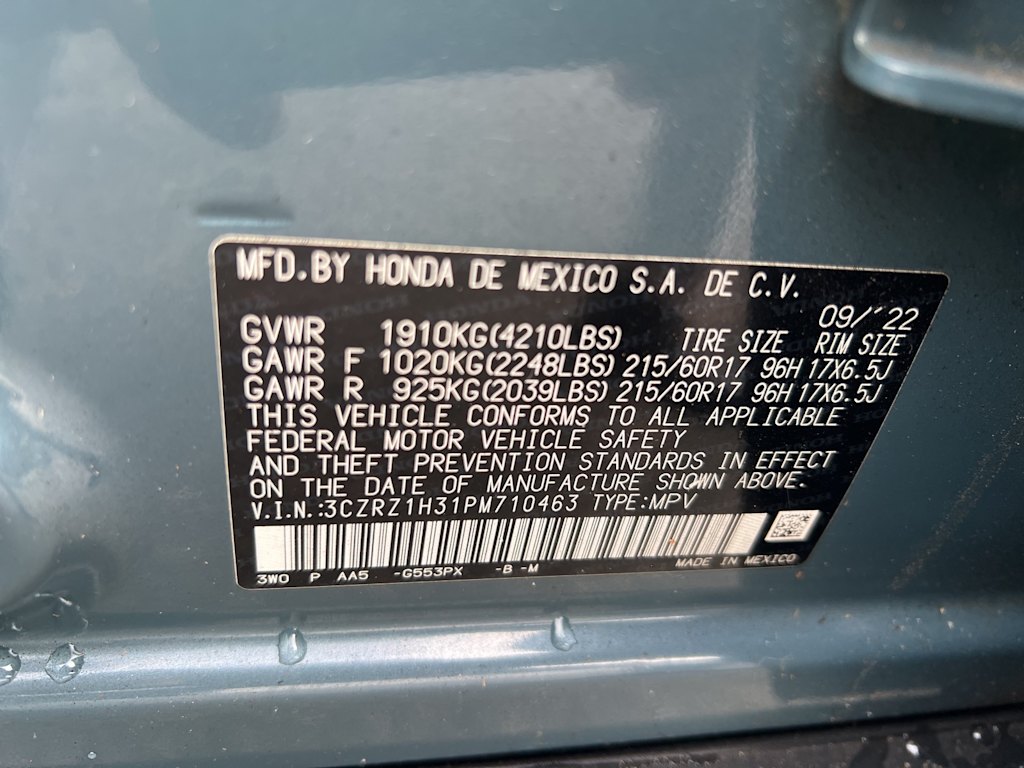 MFD.BY HONDA DE MEXICO S.A. DE C.V.
09/'22
GVWR 1910KG(4210LBS) TIRE SIZE RIM SIZE
GAWR F 1020KG(2248LBS) 215/60R17 96H 17X6.5J
GAWR R 925KG(2039LBS) 215/60R17 96H 17X6.5J
THIS VEHICLE CONFORMS TO ALL APPLICABLE
FEDERAL MOTOR VEHICLE SAFETY
AND THEFT PREVENTION STANDARDS IN EFFECT
ON THE DATE OF MANUFACTURE SHOWN ABOVE.
V.I.N.:3CZRZ1H31PM710463 TYPE:MPV
3WO P AA5 -G553PX -B -M MADE IN MEXICO